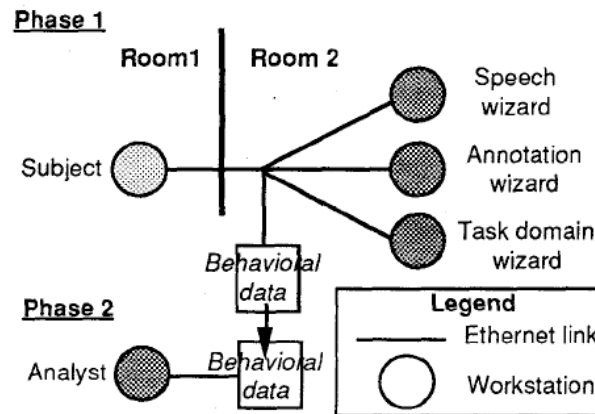 Phase 1
Room1
Room 2
Speech
wizard
Subject
Annotation
wizard
Task domain
wizard
Behavioral
data
Phase 2
Analyst
Behavioral
data
Legend
Ethernet link
Workstation